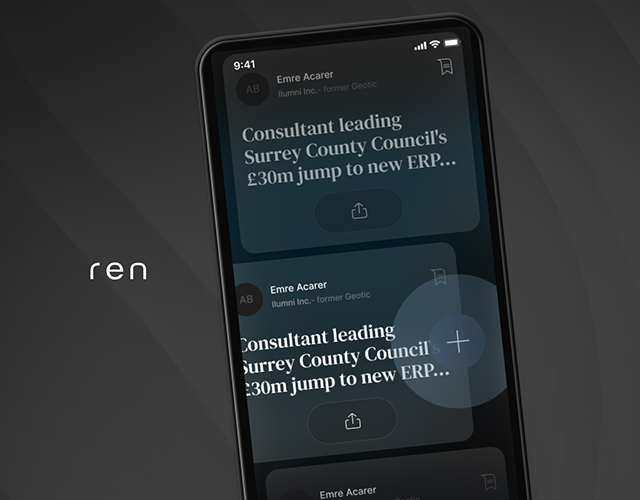 9:41
AB
Emre Acarer
Ilumni Inc.- former Geotic
Consultant leading
Surrey County Council's
£30m jump to new ERP...
ren
AB
Emre Acarer
Ilumni Inc.- former Geotic
Consultant leading
Surrey County Council
£30m jump to new ERP...
Emre Acarer